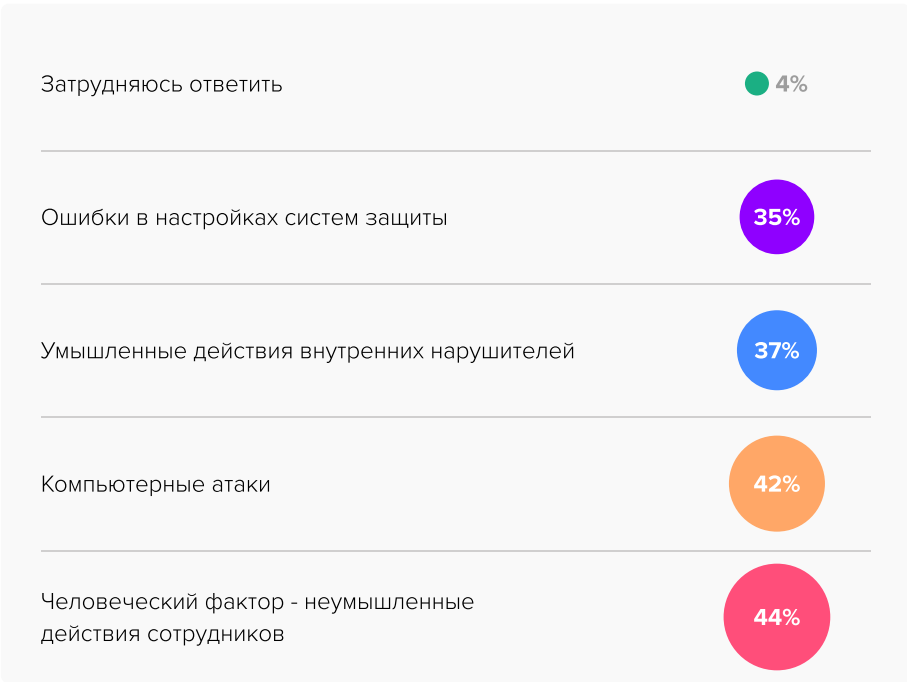 Затрудняюсь ответить 4%
Ошибки в настройках систем защиты 35%
Умышленные действия внутренних нарушителей 37%
Компьютерные атаки 42%
Человеческий фактор - неумышленные
действия сотрудников 44%